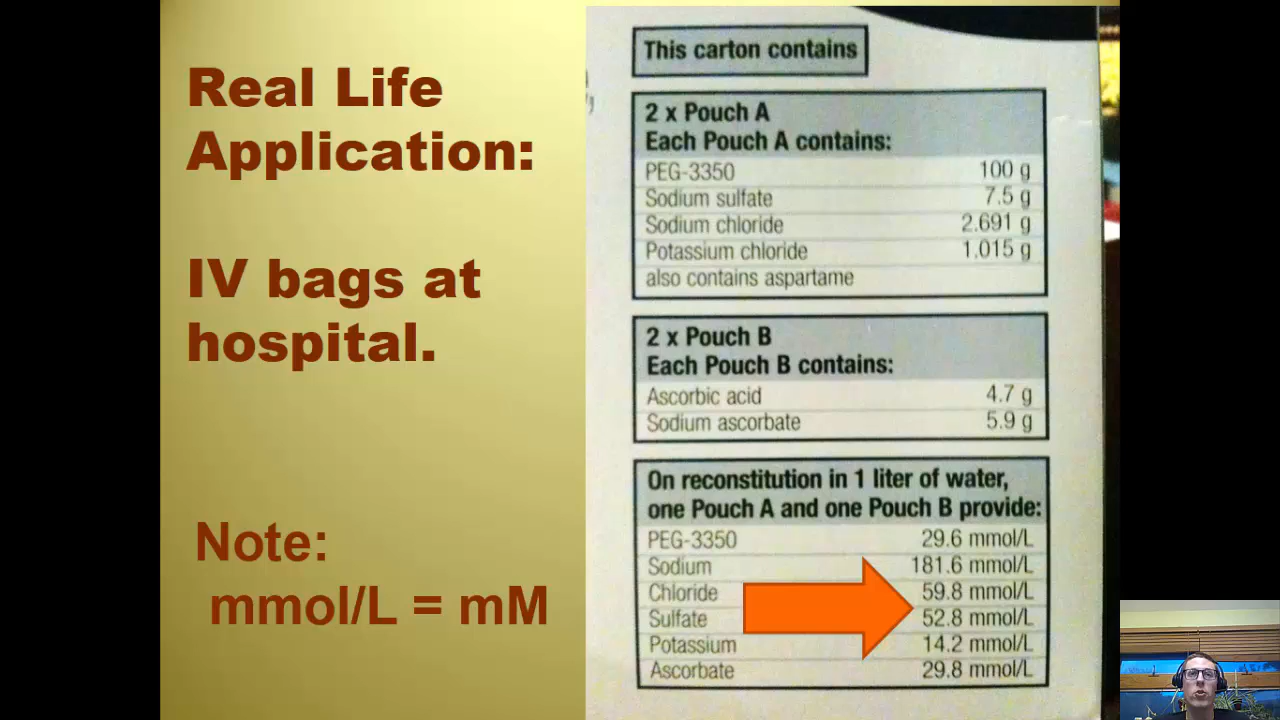 Real Life
Application:
IV bags at
hospital.
Note:
mmol/L = mM
This carton contains
2 x Pouch A
Each Pouch A contains:
PEG-3350 100 g
Sodium sulfate 7.5 g
Sodium chloride 2.691 g
Potassium chloride 1.015 g
also contains aspartame
2 x Pouch B
Each Pouch B contains:
Ascorbic acid 4.7 g
Sodium ascorbate 5.9 g
On reconstitution in 1 liter of water,
one Pouch A and one Pouch B provide:
PEG-3350 29.6 mmol/L
Sodium 181.6 mmol/L
Chloride 59.8 mmol/L
Sulfate 52.8 mmol/L
Potassium 14.2 mmol/L
Ascorbate 29.8 mmol/L